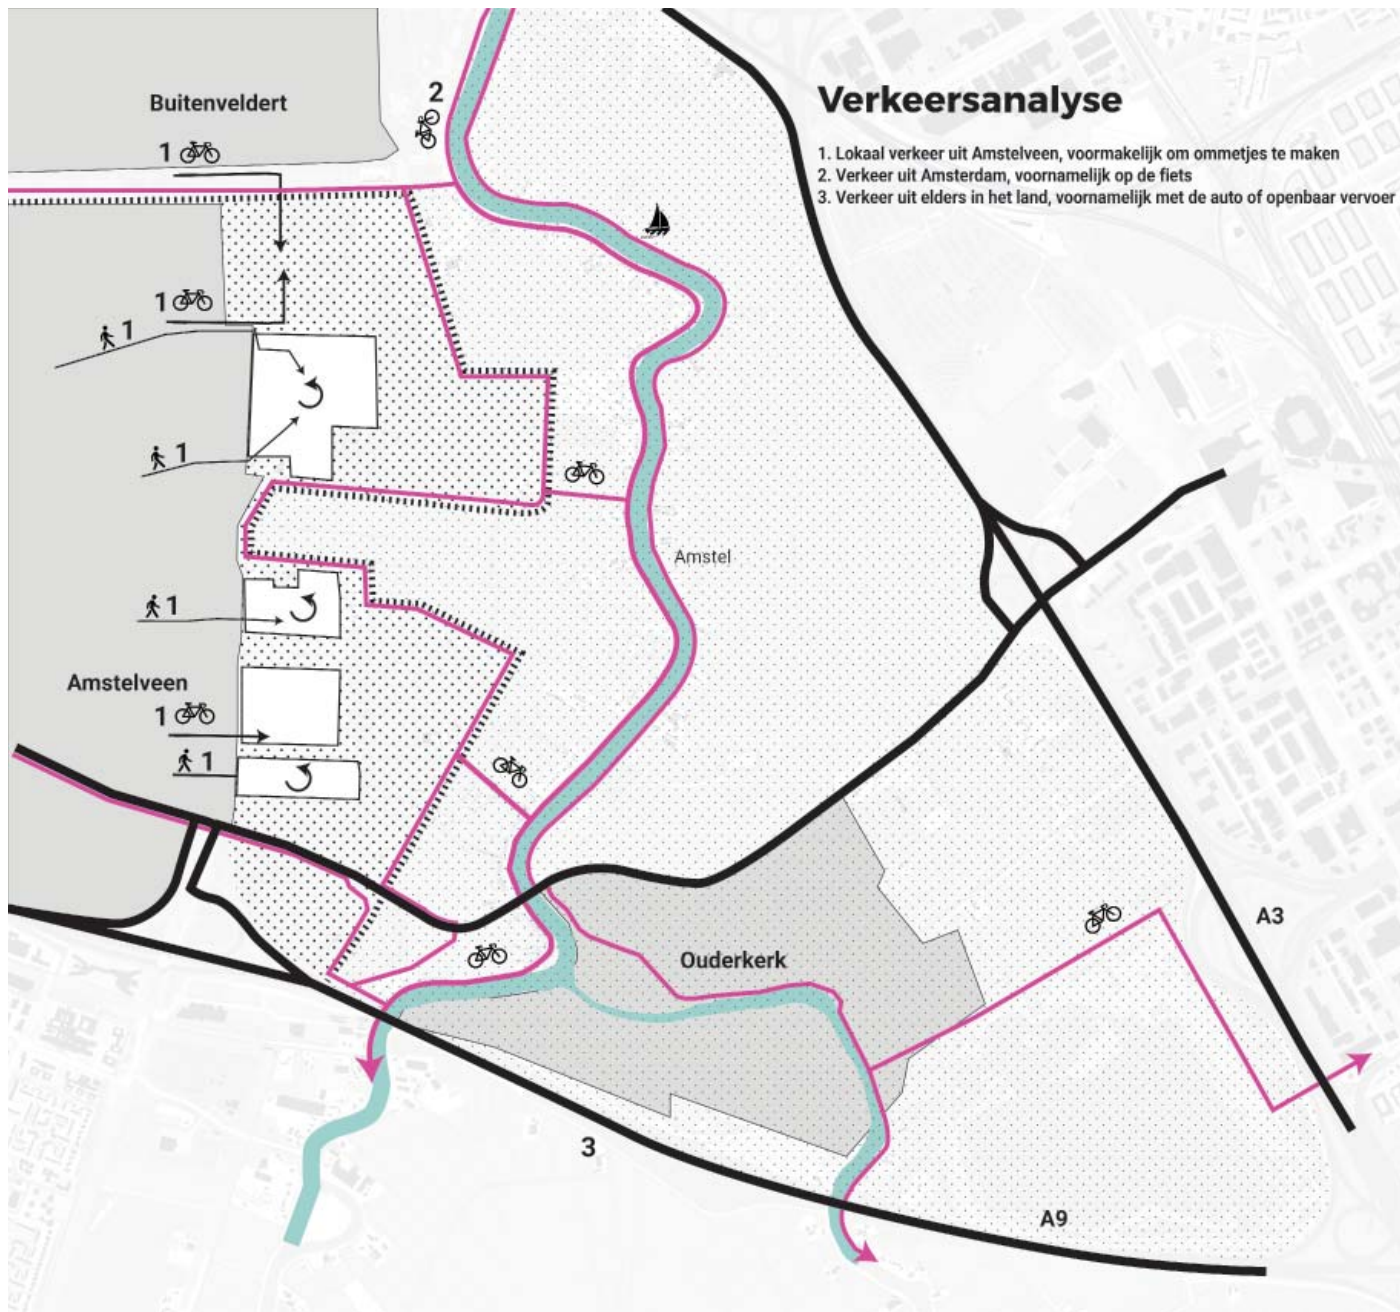 Verkeersanalyse
1. Lokaal verkeer uit Amstelveen, voormakelijk om ommetjes te maken
2. Verkeer uit Amsterdam, voornamelijk op de fiets
3. Verkeer uit elders in het land, voornamelijk met de auto of openbaar vervoer
2
Buitenveldert
1
1
1
1
Amstel
1
Amstelveen
1
1
A3
Ouderkerk
3
A9